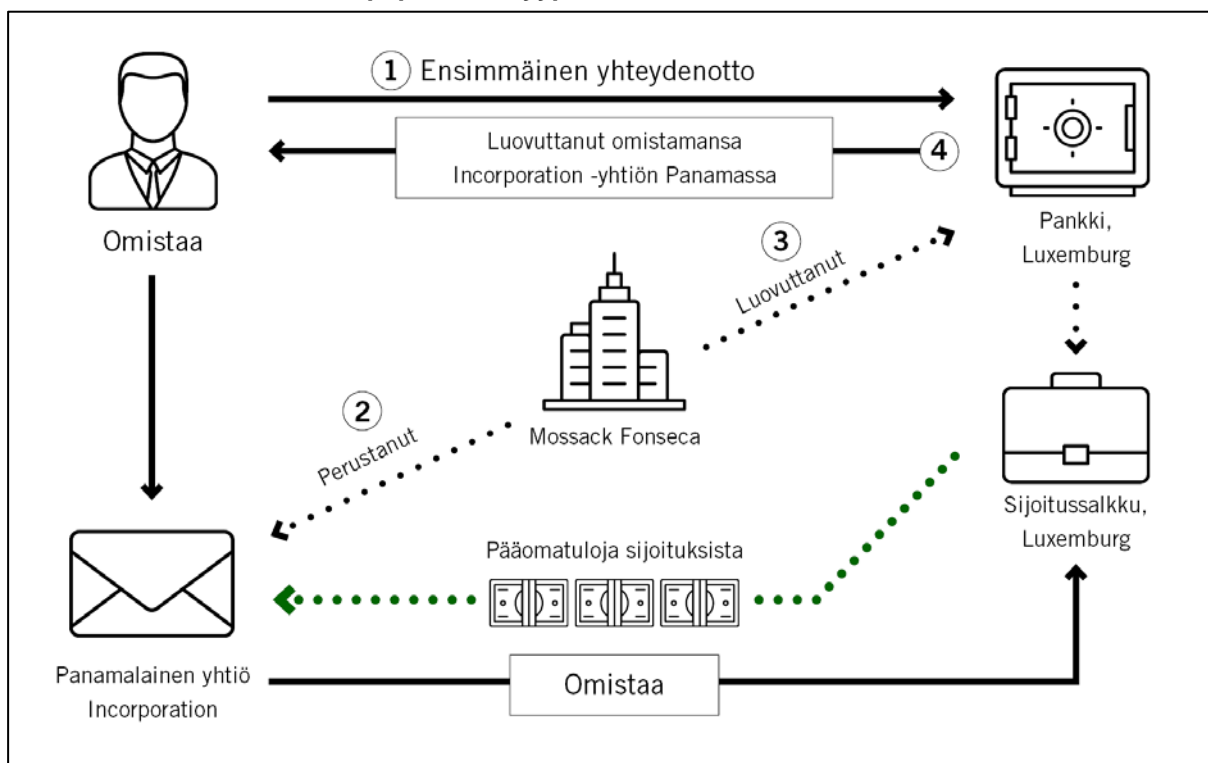 1 Ensimmäinen yhteydenotto
Luovuttanut omistamansa
Incorporation -yhtiön Panamassa
4
Omistaa
Pankki,
Luxemburg
3
Luovuttanut
2
Perustanut
Mossack Fonseca
Sijoitussalkku,
Luxemburg
Pääomatuloja sijoituksista
Panamalainen yhtiö
Incorporation
Omistaa